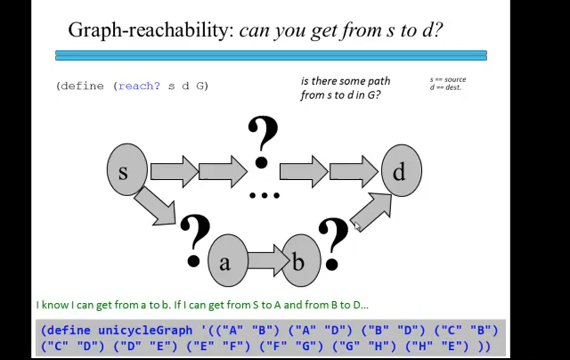 Graph-reachability: can you get from s to d?
(define (reach? s d G)
is there some path
from s to d in G?
s == source
d == dest.
?
s
...
d
?
a
b
?
I know I can get from a to b. If I can get from S to A and from B to D...
(define unicycleGraph '(("A" "B") ("A" "D") ("B" "D") ("C" "B")
("C" "D") ("D" "E") ("E" "F") ("F" "G") ("G" "H") ("H" "E") ))